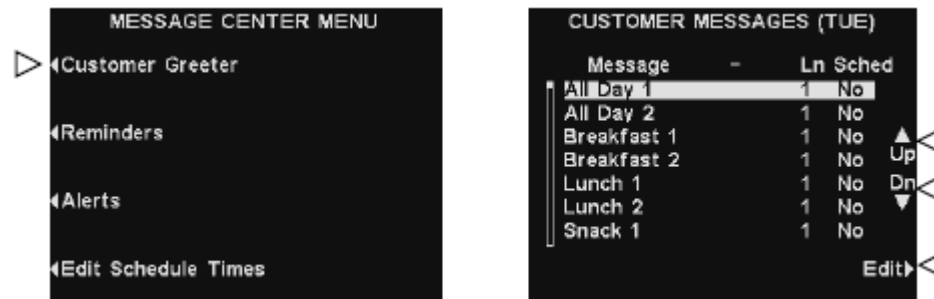 MESSAGE CENTER MENU
Customer Greeter
Reminders
Alerts
Edit Schedule Times
CUSTOMER MESSAGES (TUE)
Message - Ln Sched
All Day 1 1 No
All Day 2 1 No
Breakfast 1 1 No
Breakfast 2 1 No
Lunch 1 1 No
Lunch 2 1 No
Snack 1 1 No
Up
Dn
Edit